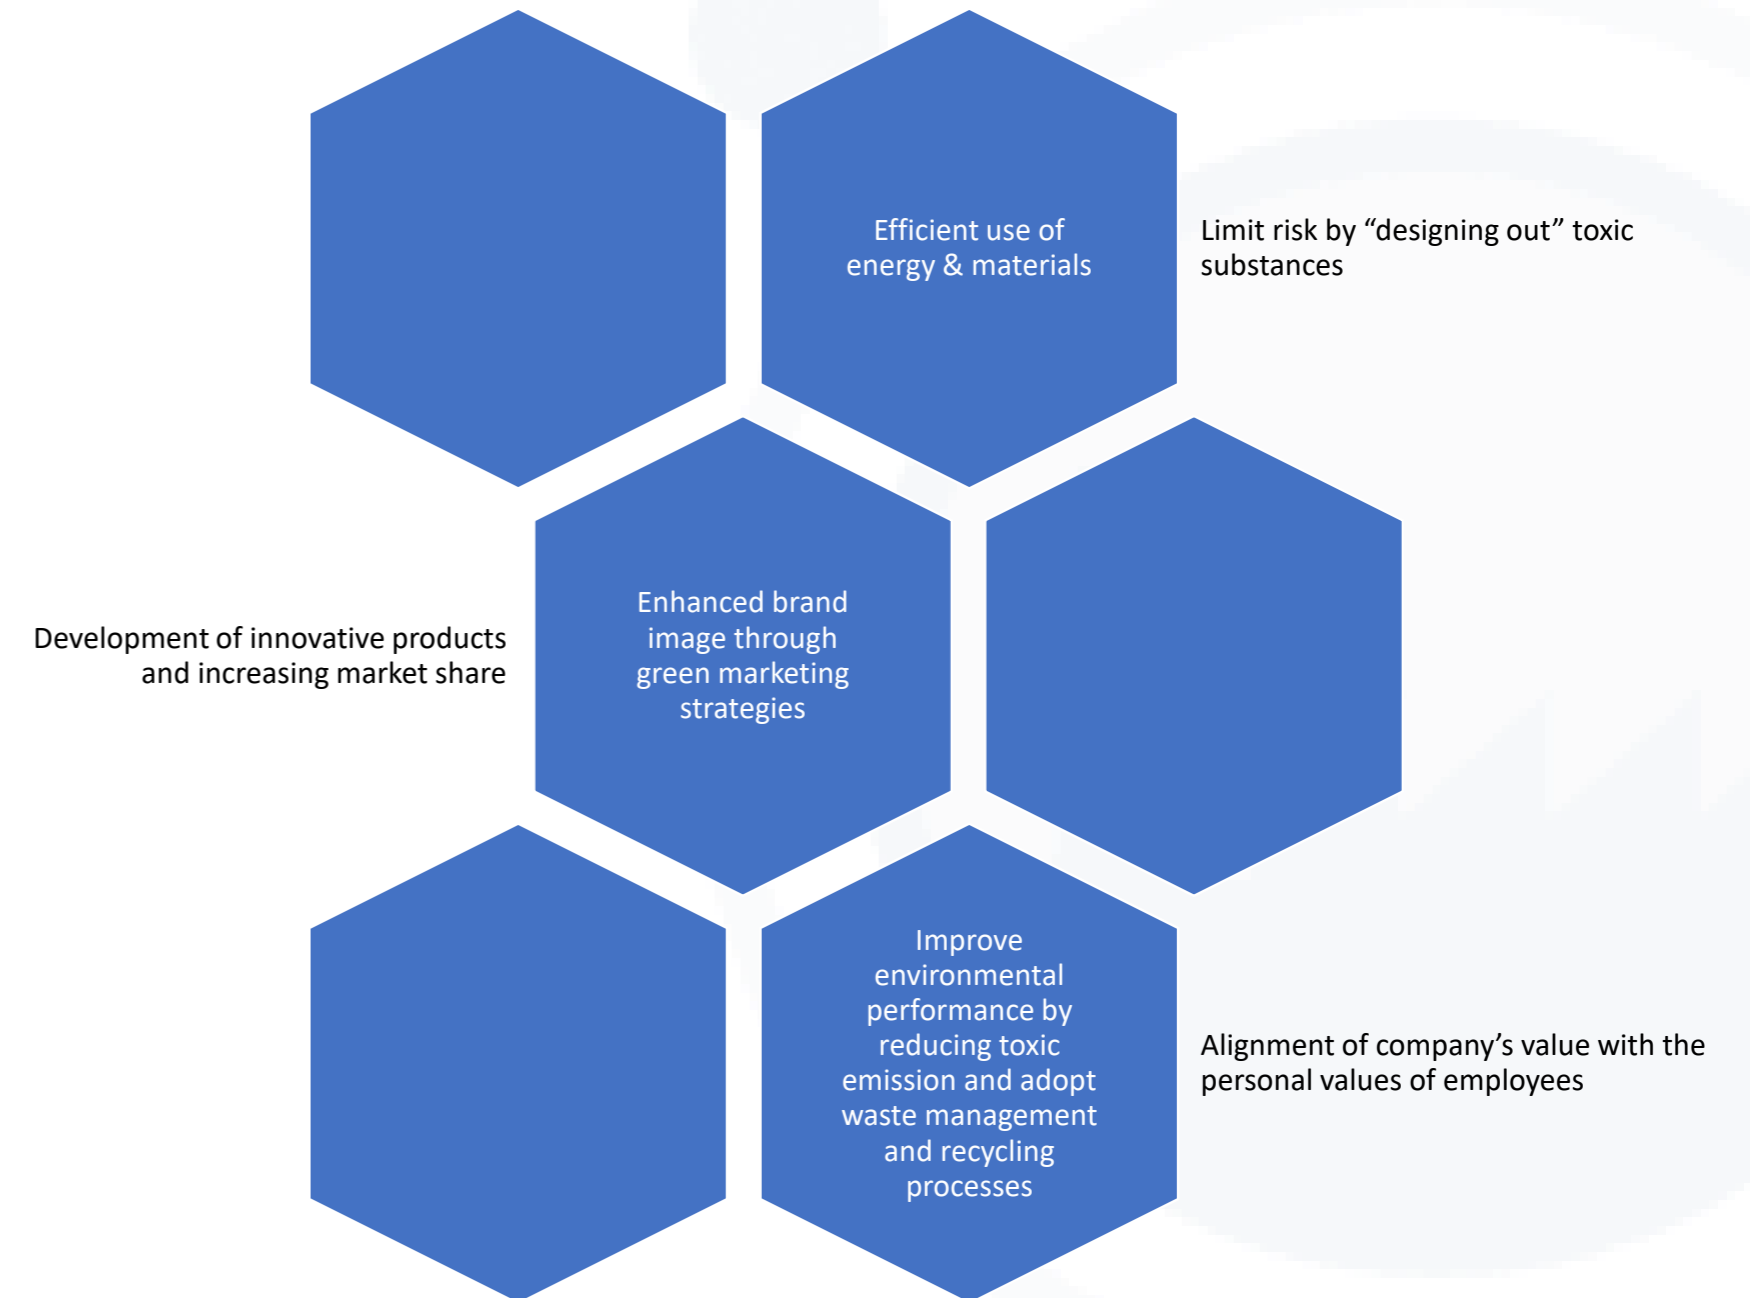 Efficient use of
energy & materials
Limit risk by “designing out” toxic
substances
Development of innovative products
and increasing market share
Enhanced brand
image through
green marketing
strategies
Improve
environmental
performance by
reducing toxic
emission and adopt
waste management
and recycling
processes
Alignment of company’s value with the
personal values of employees